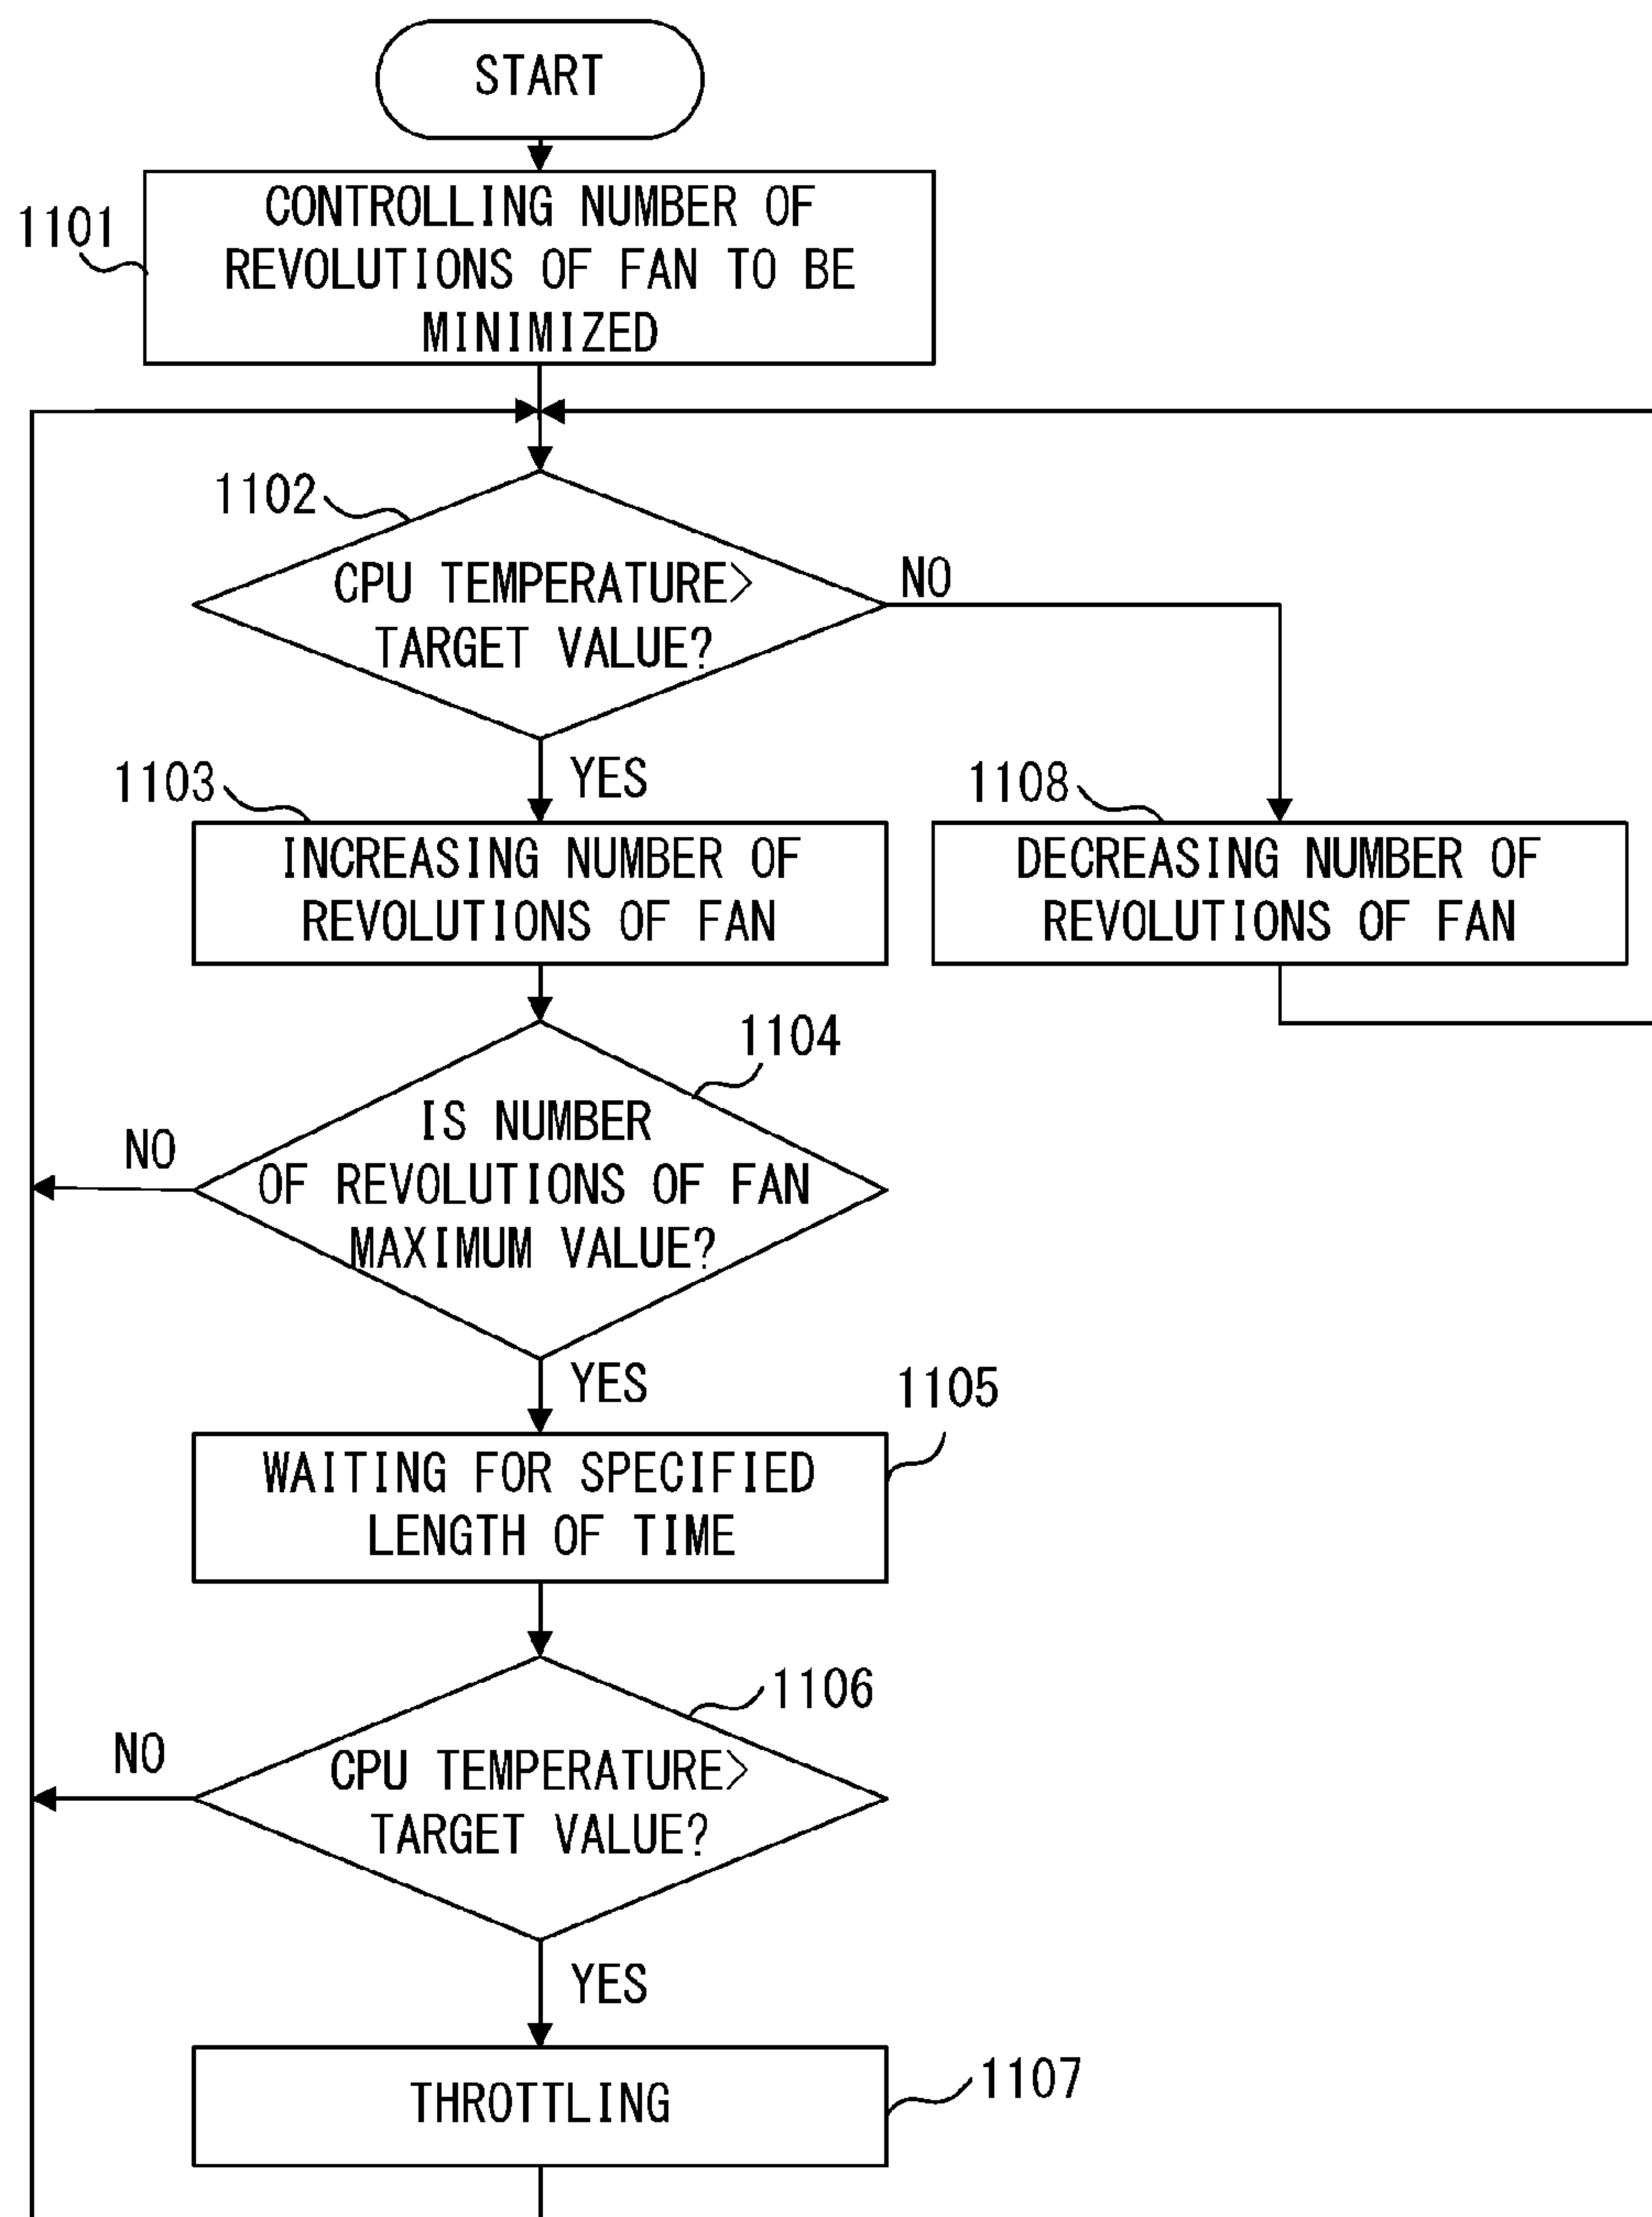 START
1101
CONTROLLING NUMBER OF
REVOLUTIONS OF FAN TO BE
MINIMIZED
1102
CPU TEMPERATURE>
TARGET VALUE?
NO
YES
1103
INCREASING NUMBER OF
REVOLUTIONS OF FAN
1108
DECREASING NUMBER OF
REVOLUTIONS OF FAN
1104
IS NUMBER
OF REVOLUTIONS OF FAN
MAXIMUM VALUE?
NO
YES
1105
WAITING FOR SPECIFIED
LENGTH OF TIME
1106
CPU TEMPERATURE>
TARGET VALUE?
NO
YES
THROTTLING
1107